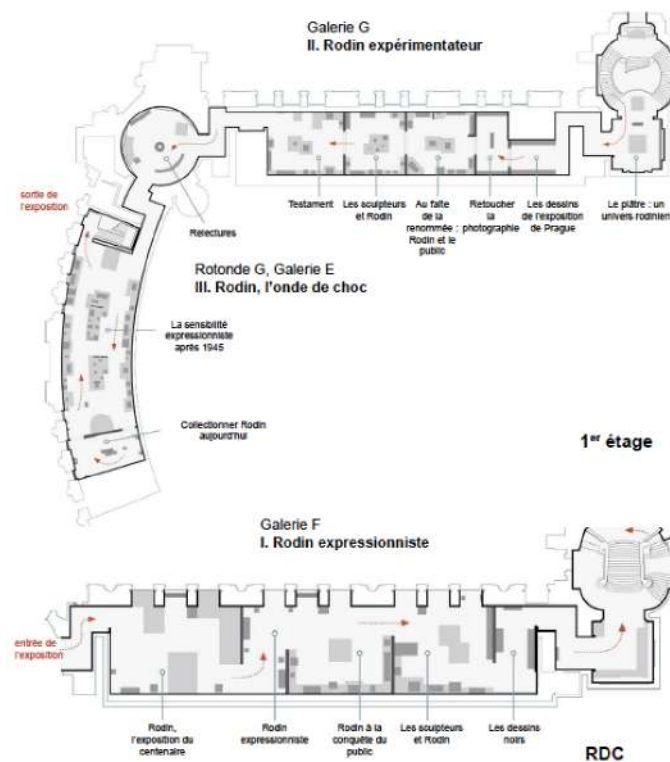 Galerie G
II. Rodin expérimentateur
Testament
Les sculpteurs
et Rodin
Au faîte
de la
renommée :
Rodin et le
public
Retoucher
la
photographie
Les dessins
de l'exposition
de Prague
Le plâtre : un
univers rodinien
sortie de
l'exposition
Relectures
Rotonde G, Galerie E
III. Rodin, l'onde de choc
La sensibilité
expressionniste
après 1945
Collectionner Rodin
aujourd'hui
1er étage
Galerie F
I. Rodin expressionniste
entrée de
l'exposition
Rodin,
l'exposition du
centenaire
Rodin
expressionniste
Rodin à la
conquête du
public
Les sculpteurs
et Rodin
Les dessins
noirs
RDC